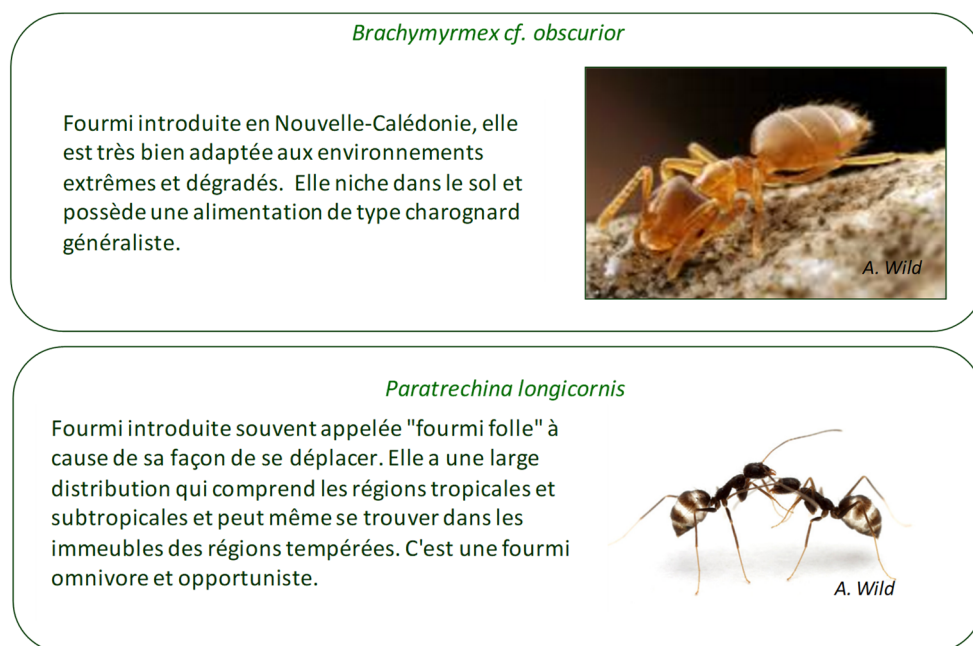 Brachymyrmex cf. obscurior
Fourmi introduite en Nouvelle-Calédonie, elle
est très bien adaptée aux environnements
extrêmes et dégradés. Elle niche dans le sol et
possède une alimentation de type charognard
généraliste.
A. Wild
Paratrechina longicornis
Fourmi introduite souvent appelée "fourmi folle" à
cause de sa façon de se déplacer. Elle a une large
distribution qui comprend les régions tropicales et
subtropicales et peut même se trouver dans les
immeubles des régions tempérées. C'est une fourmi
omnivore et opportuniste.
A. Wild